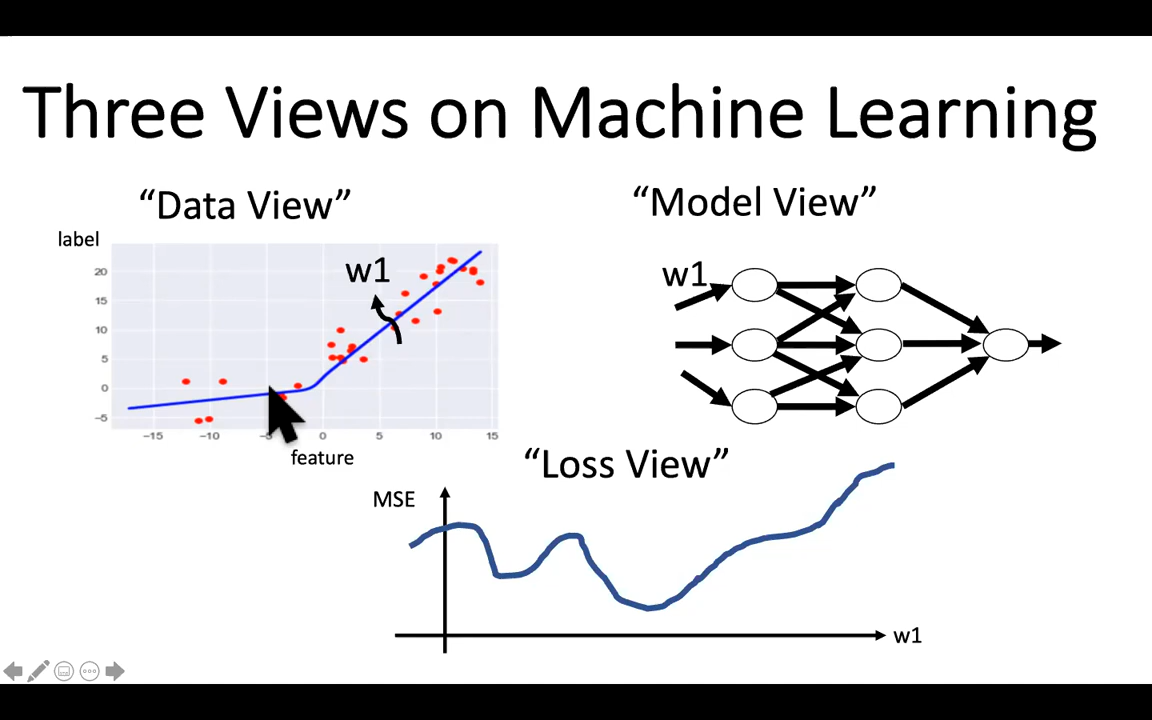 Three Views on Machine Learning
“Data View”
“Model View”
label
w1
20
15
10
5
0
−5
−15
−10
0
5
10
15
feature
w1
“Loss View”
MSE
w1